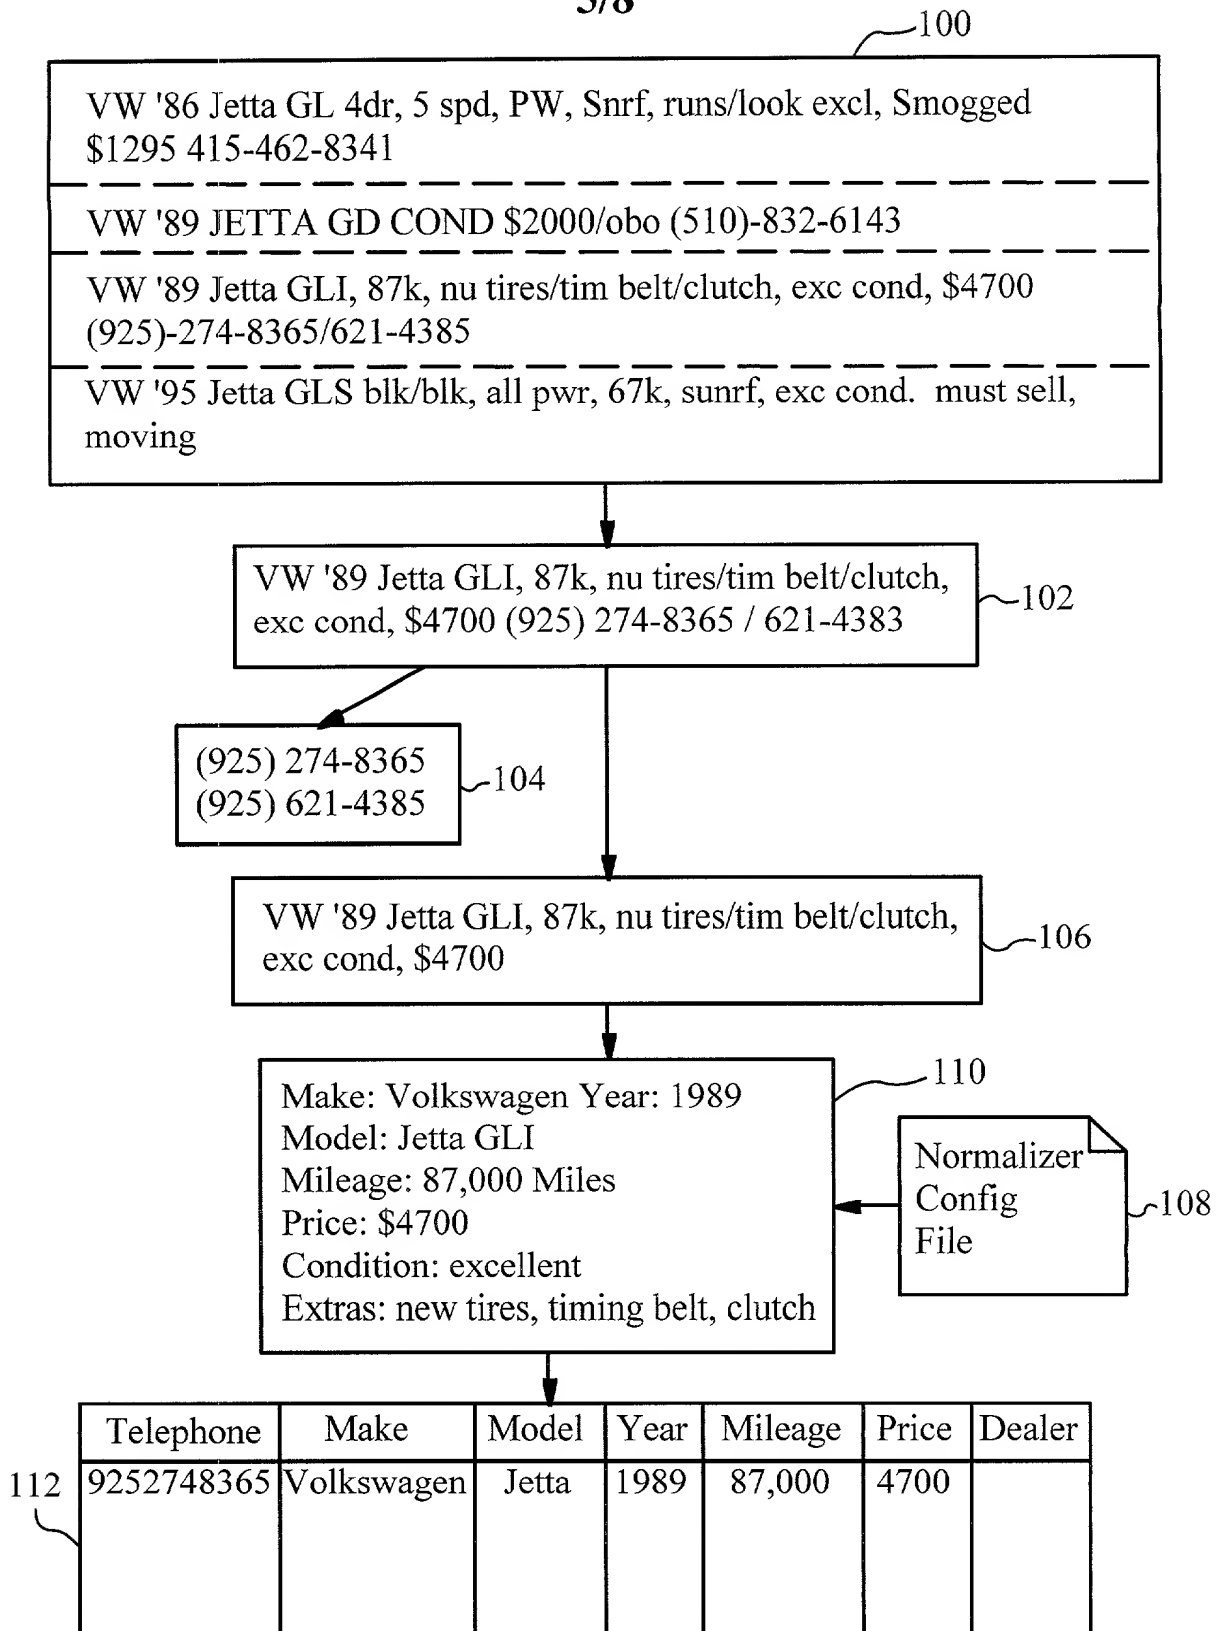 5/8
100
VW '86 Jetta GL 4dr, 5 spd, PW, Snrf, runs/look excl, Smogged
$1295 415-462-8341
VW '89 JETTA GD COND $2000/obo (510)-832-6143
VW '89 Jetta GLI, 87k, nu tires/tim belt/clutch, exc cond, $4700
(925)-274-8365/621-4385
VW '95 Jetta GLS blk/blk, all pwr, 67k, sunrf, exc cond. must sell,
moving
VW '89 Jetta GLI, 87k, nu tires/tim belt/clutch,
exc cond, $4700 (925) 274-8365 / 621-4383
102
(925) 274-8365
(925) 621-4385
104
VW '89 Jetta GLI, 87k, nu tires/tim belt/clutch,
exc cond, $4700
106
110
Make: Volkswagen Year: 1989
Model: Jetta GLI
Mileage: 87,000 Miles
Price: $4700
Condition: excellent
Extras: new tires, timing belt, clutch
Normalizer
Config
File
108
Telephone Make Model Year Mileage Price Dealer
112 9252748365 Volkswagen Jetta 1989 87,000 4700